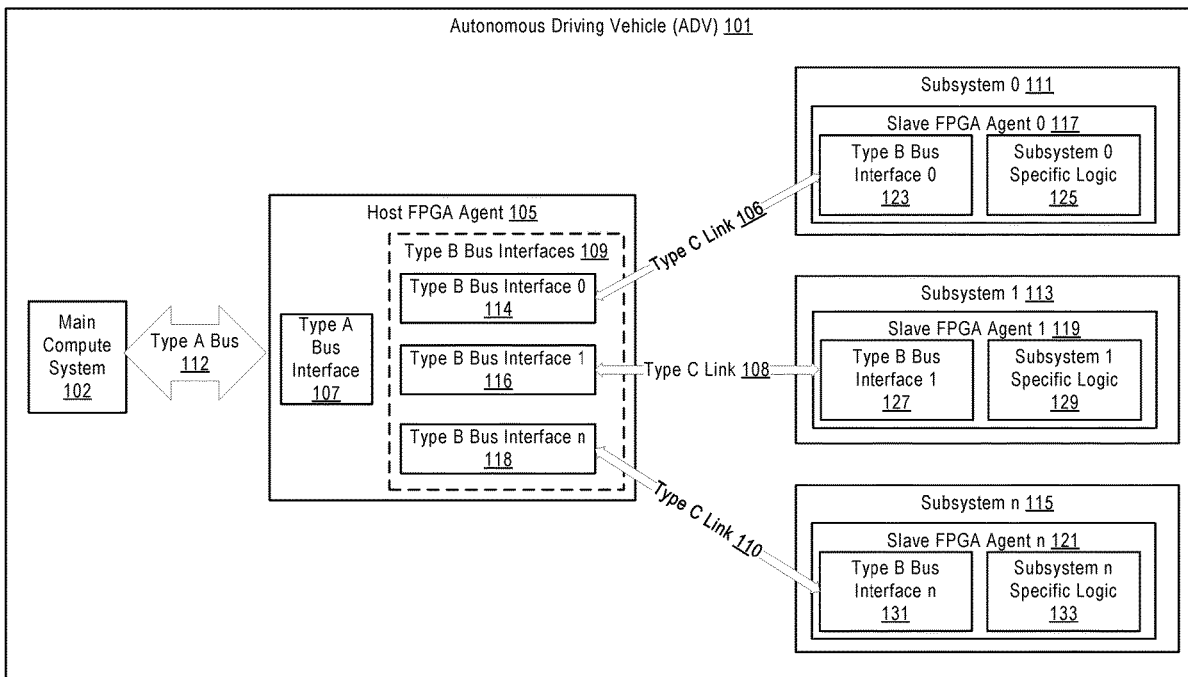 Autonomous Driving Vehicle (ADV) 101
Main
Compute
System
102
Type A Bus
112
Host FPGA Agent 105
Type A
Bus
Interface
107
Type B Bus Interfaces 109
Type B Bus Interface 0
114
Type B Bus Interface 1
116
Type B Bus Interface n
118
Type C Link 106
Type C Link 108
Type C Link 110
Subsystem 0 111
Slave FPGA Agent 0 117
Type B Bus
Interface 0
123
Subsystem 0
Specific Logic
125
Subsystem 1 113
Slave FPGA Agent 1 119
Type B Bus
Interface 1
127
Subsystem 1
Specific Logic
129
Subsystem n 115
Slave FPGA Agent n 121
Type B Bus
Interface n
131
Subsystem n
Specific Logic
133